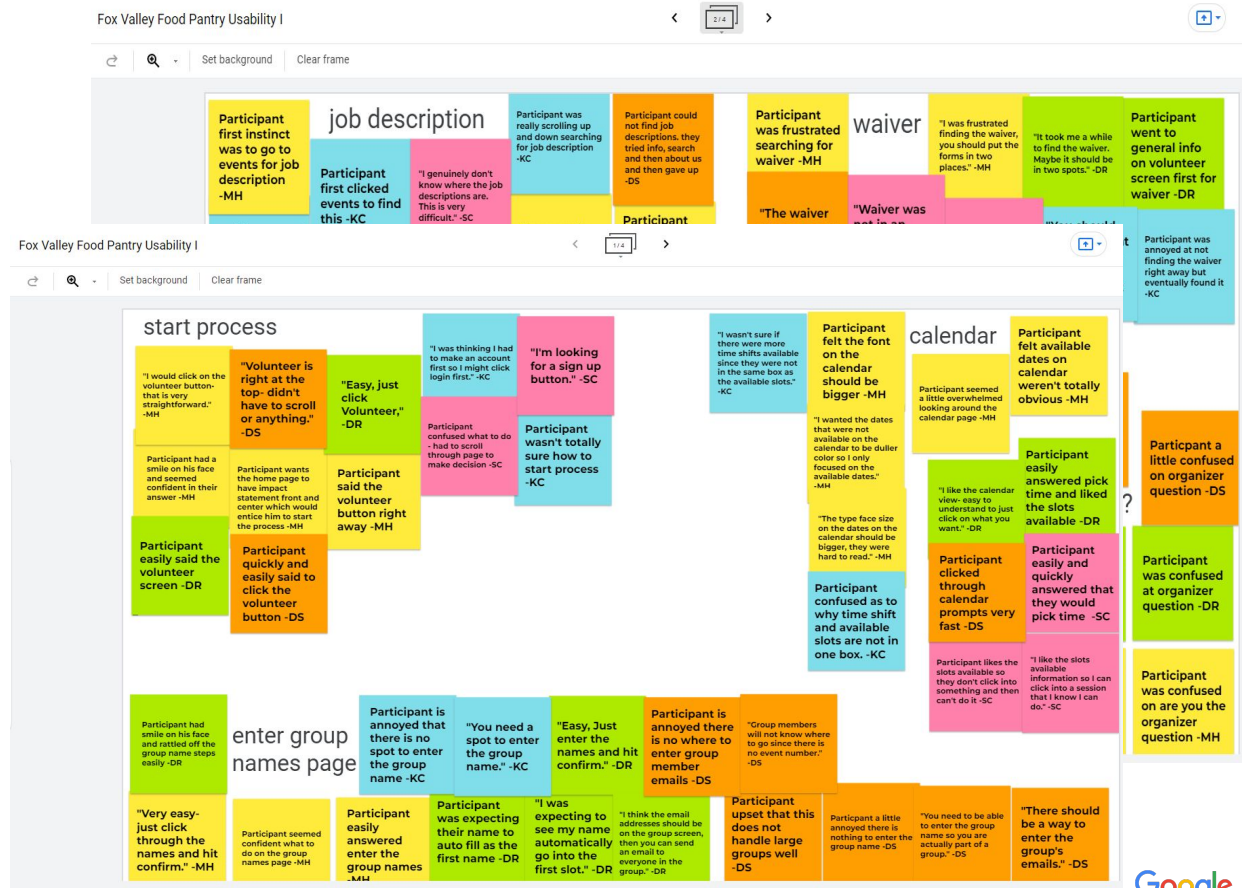 Fox Valley Food Pantry Usability I
2/4
Set background
Clear frame
Participant
first instinct
was to go to
events for job
description
-MH
job description
Participant
first clicked
events to find
this -KC
"I genuinely don't
know where the job
descriptions are.
This is very
difficult." -SC
Participant was
really scrolling up
and down searching
for job description
-KC
Participant could
not find job
descriptions. they
tried info, search
and then about us
and then gave up
-DS
Participant
Participant
was frustrated
searching for
waiver -MH
waiver
"I was frustrated
finding the waiver,
you should put the
forms in two
places." -MH
"It took me a while
to find the waiver.
Maybe it should be
in two spots." -DR
Participant
went to
general info
on volunteer
screen first for
waiver -DR
"The waiver
"Waiver was
Participant was
annoyed at not
finding the waiver
right away but
eventually found it
-KC
Fox Valley Food Pantry Usability I
1/4
Set background
Clear frame
start process
"I would click on the
volunteer button-
that is very
straightforward."
-MH
"Volunteer is
right at the
top- didn't
have to scroll
or anything."
-DS
"Easy, just
click
Volunteer,"
-DR
"I was thinking I had
to make an account
first so I might click
login first." -KC
"I'm looking
for a sign up
button." -SC
Participant
confused what to do
- had to scroll
through page to
make decision -SC
Participant
wasn't totally
sure how to
start process
-KC
Participant had a
smile on his face
and seemed
confident in their
answer -MH
Participant wants
the home page to
have impact
statement front and
center which would
entice him to start
the process -MH
Participant
said the
volunteer
button right
away -MH
Participant
easily said the
volunteer
screen -DR
Participant
quickly and
easily said to
click the
volunteer
button -DS
"I wasn't sure if
there were more
time shifts available
since they were not
in the same box as
the available slots."
-KC
Participant
felt the font
on the
calendar
should be
bigger -MH
calendar
Participant
felt available
dates on
calendar
weren't totally
obvious -MH
Participant seemed
a little overwhelmed
looking around the
calendar page -MH
"I wanted the dates
that were not
available on the
calendar to be duller
color so I only
focused on the
available dates."
-MH
"I like the calendar
view- easy to
understand to just
click on what you
want." -DR
Participant
easily
answered pick
time and liked
the slots
available -DR
"The type face size
on the dates on the
calendar should be
bigger, they were
hard to read." -MH
Participant
clicked
through
calendar
prompts very
fast -DS
Participant
easily and
quickly
answered that
they would
pick time -SC
Participant
confused as to
why time shift
and available
slots are not in
one box. -KC
Participant likes the
slots available so
they don't click into
something and then
can't do it -SC
"I like the slots
available
information so I can
click into a session
that I know I can
do." -SC
?
Particpant a
little confused
on organizer
question -DS
Participant
was confused
at organizer
question -DR
Participant
was confused
on are you the
organizer
question -MH
Participant had
smile on his face
and rattled off the
group name steps
easily -DR
enter group
names page
Participant is
annoyed that
there is no
spot to enter
the group
name -KC
"You need a
spot to enter
the group
name." -KC
"Easy, Just
enter the
names and hit
confirm." -DR
Participant is
annoyed there
is no where to
enter group
member
emails -DS
"Group members
will not know where
to go since there is
no event number."
-DS
"Very easy-
just click
through the
names and hit
confirm." -MH
Participant seemed
confident what to
do on the group
names page -MH
Participant
easily
answered
enter the
group names
-MH
Participant
was expecting
their name to
auto fill as the
first name -DR
"I was
expecting to
see my name
automatically
go into the
first slot." -DR
"I think the email
addresses should be
on the group screen,
then you can send
an email to
everyone in the
group." -DR
Participant
upset that this
does not
handle large
groups well
-DS
Participant a little
annoyed there is
nothing to enter the
group name -DS
"You need to be able
to enter the group
name so you are
actually part of a
group." -DS
"There should
be a way to
enter the
group's
emails." -DS
Google